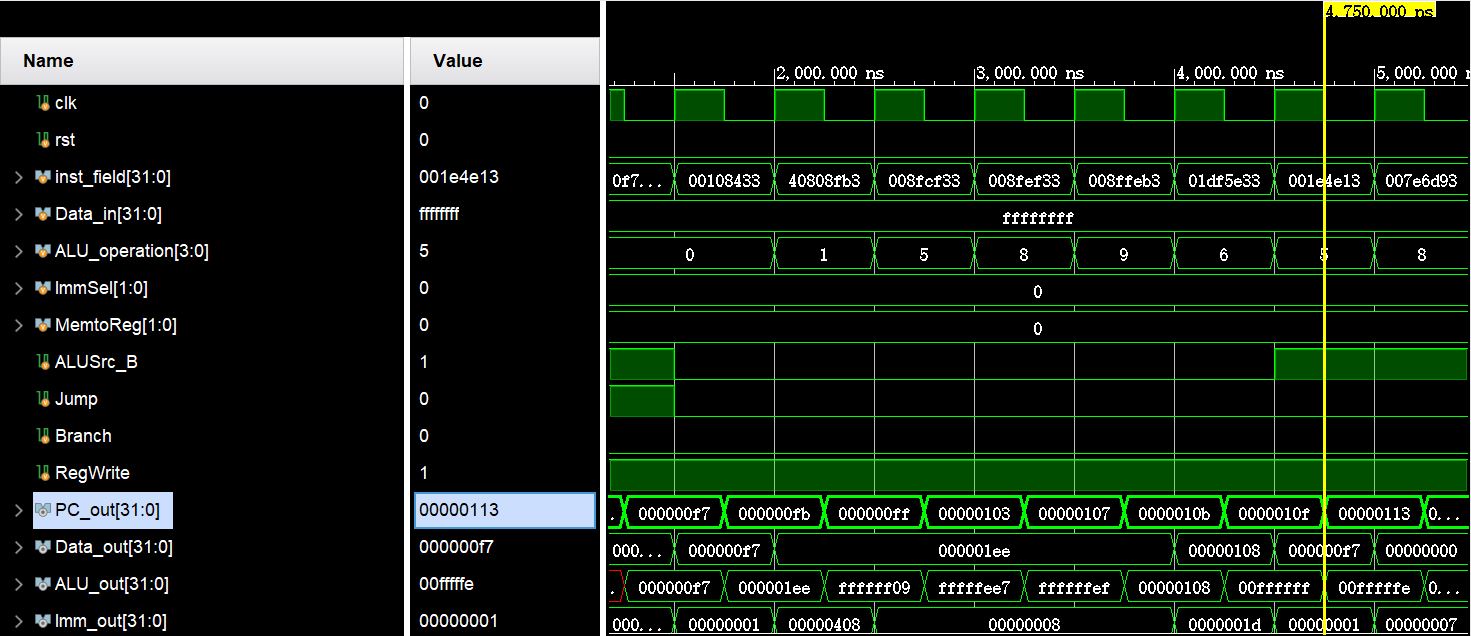 4,750.000 ns
Name Value
2,000.000 ns 3,000.000 ns 4,000.000 ns 5,000.000
clk 0
rst 0
inst_field[31:0] 001e4e13 0f7... 00108433 40808fb3 008fcf33 008fef33 008ffeb3 01df5e33 001e4e13 007e6d93
Data_in[31:0] ffffffff ffffffff
ALU_operation[3:0] 5 0 1 5 8 9 6 5 8
ImmSel[1:0] 0 0
MemtoReg[1:0] 0 0
ALUSrc_B 1
Jump 0
Branch 0
RegWrite 1
PC_out[31:0] 00000113 . 000000f7 000000fb 000000ff 00000103 00000107 0000010b 0000010f 00000113 0...
Data_out[31:0] 000000f7 000... 000000f7 000001ee 00000108 000000f7 00000000
ALU_out[31:0] 00fffffe . 000000f7 000001ee ffffff09 fffffee7 ffffffef 00000108 00ffffff 00fffffe 0...
Imm_out[31:0] 00000001 000... 00000001 00000408 00000008 0000001d 00000001 00000007